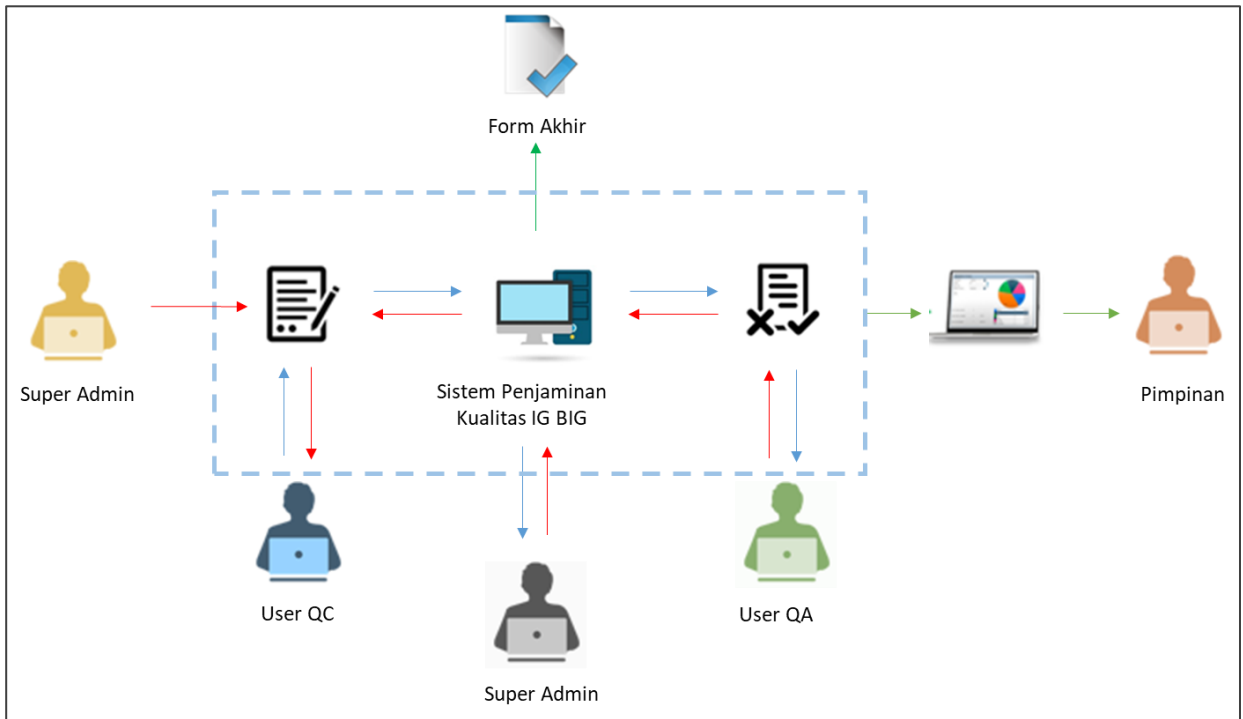 Form Akhir
Super Admin
Sistem Penjaminan
Kualitas IG BIG
Pimpinan
User QC
User QA
Super Admin